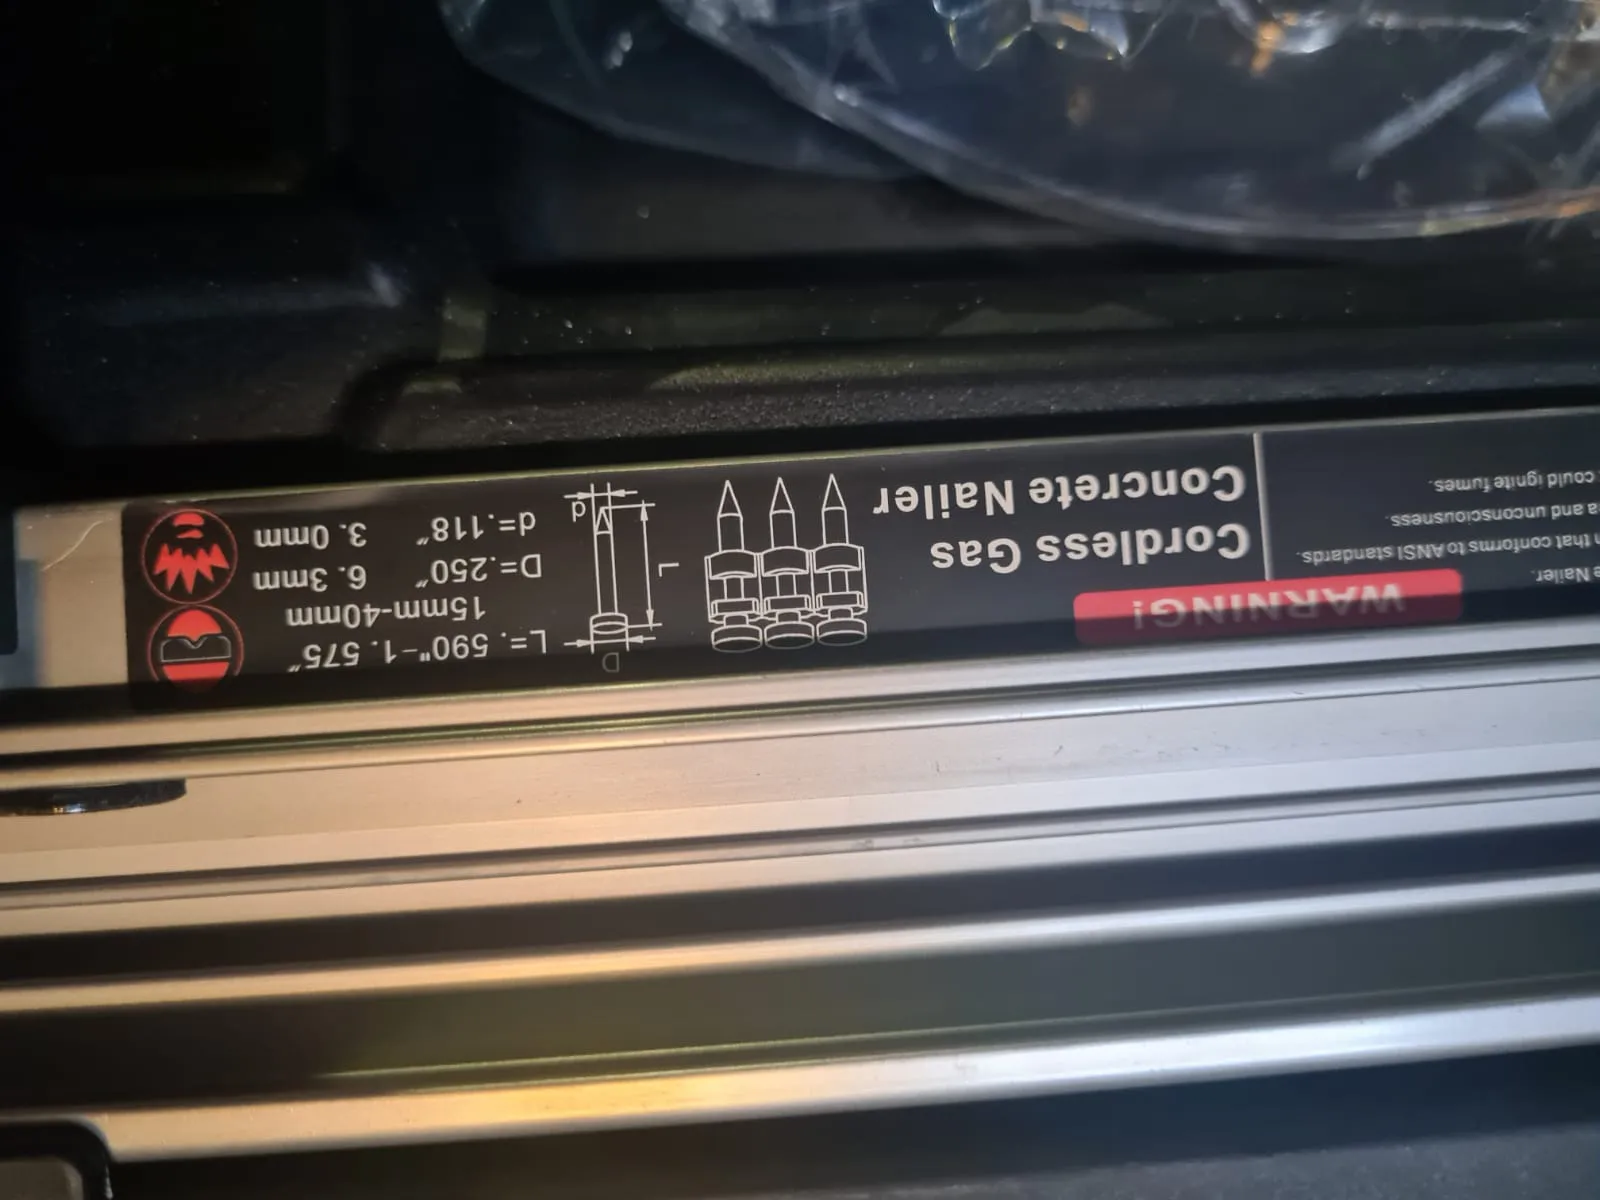 WARNING!
e Nailer.
that conforms to ANSI standards.
a and unconsciousness.
could ignite fumes.
Cordless Gas
Concrete Nailer
D
L
d
L=. 590"-1. 575"
15mm-40mm
D=.250" 6. 3mm
d=.118" 3. 0mm